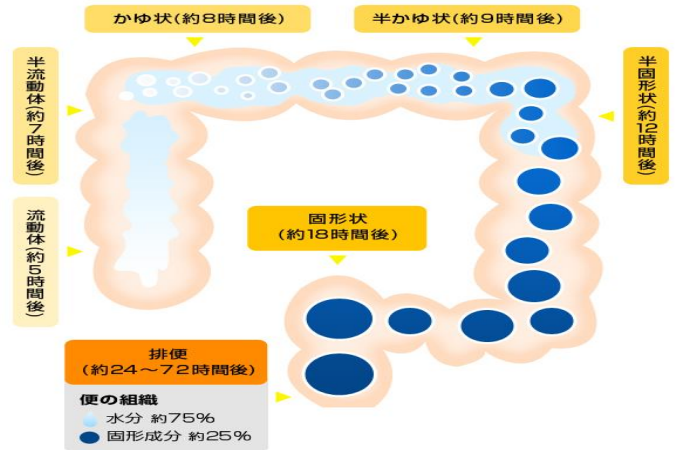 かゆ状(約8時間後)
半かゆ状(約9時間後)
半流動体(約7時間後)
半固形状(約12時間後)
流動体(約5時間後)
固形状
(約18時間後)
排便
(約24〜72時間後)
便の組織
水分 約75%
固形成分 約25%